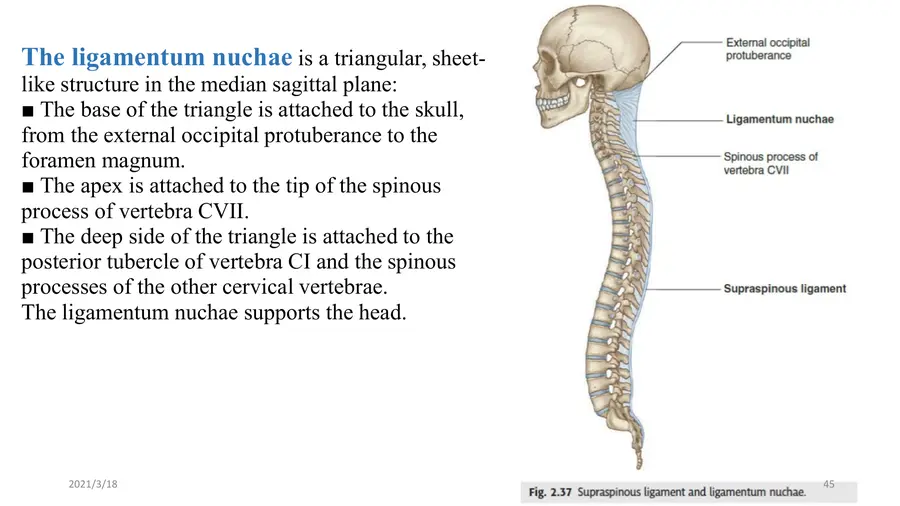 The ligamentum nuchae is a triangular, sheet-
like structure in the median sagittal plane:
■ The base of the triangle is attached to the skull,
from the external occipital protuberance to the
foramen magnum.
■ The apex is attached to the tip of the spinous
process of vertebra CVII.
■ The deep side of the triangle is attached to the
posterior tubercle of vertebra CI and the spinous
processes of the other cervical vertebrae.
The ligamentum nuchae supports the head.
External occipital
protuberance
Ligamentum nuchae
Spinous process of
vertebra CVII
Supraspinous ligament
2021/3/18
45
Fig. 2.37 Supraspinous ligament and ligamentum nuchae.